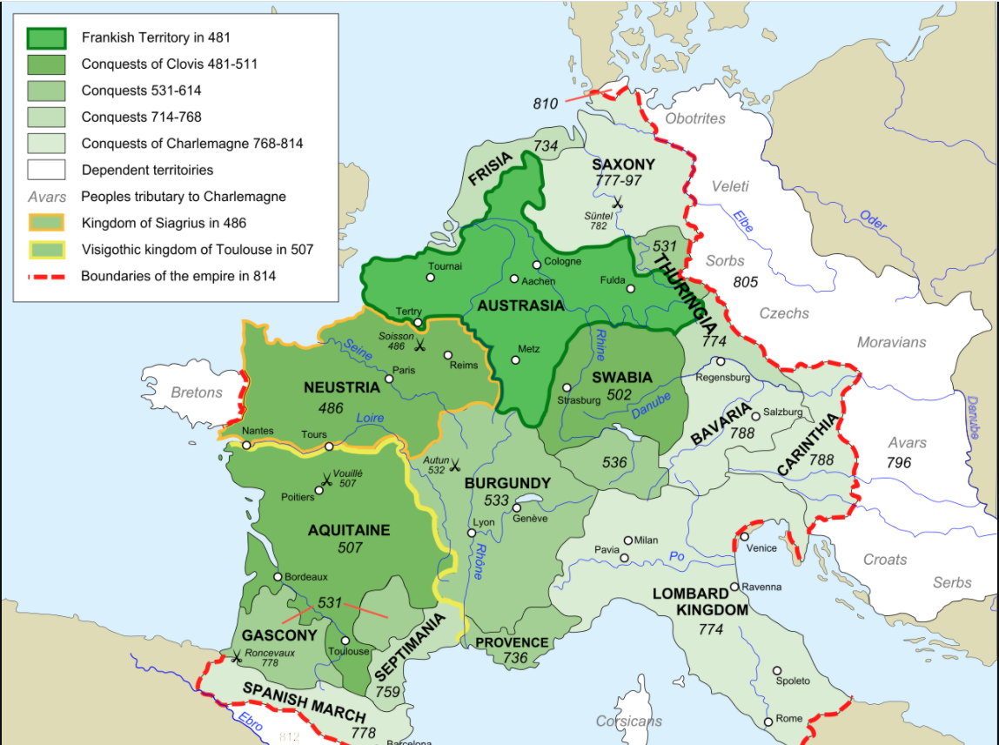 Frankish Territory in 481
Conquests of Clovis 481-511
Conquests 531-614
Conquests 714-768
Conquests of Charlemagne 768-814
Dependent territoiries
Avars
Peoples tributary to Charlemagne
Kingdom of Siagrius in 486
Visigothic kingdom of Toulouse in 507
Boundaries of the empire in 814
810
Obotrites
734
FRISIA
SAXONY
777-97
Süntel
782
Veleti
Elbe
Oder
531
THURINGIA
Sorbs
805
Tournai
Cologne
Aachen
Fulda
AUSTRASIA
Czechs
Tertry
Soisson
486
Seine
Reims
Metz
Rhine
774
Moravians
Paris
NEUSTRIA
486
Bretons
Strasburg
SWABIA
502
Danube
Regensburg
Salzburg
BAVARIA
788
CARINTHIA
788
Danube
Avars
796
Loire
Nantes
Tours
Autun
532
536
Vouillé
507
Poitiers
BURGUNDY
533
Genève
Lyon
Rhône
AQUITAINE
507
Milan
Pavia
Po
Venice
Croats
Serbs
Bordeaux
531
Ravenna
LOMBARD
KINGDOM
774
GASCONY
Roncevaux
778
Toulouse
SEPTIMANIA
759
PROVENCE
736
Spoleto
SPANISH MARCH
778
Ebro
812
Corsicans
Rome
Barcelona